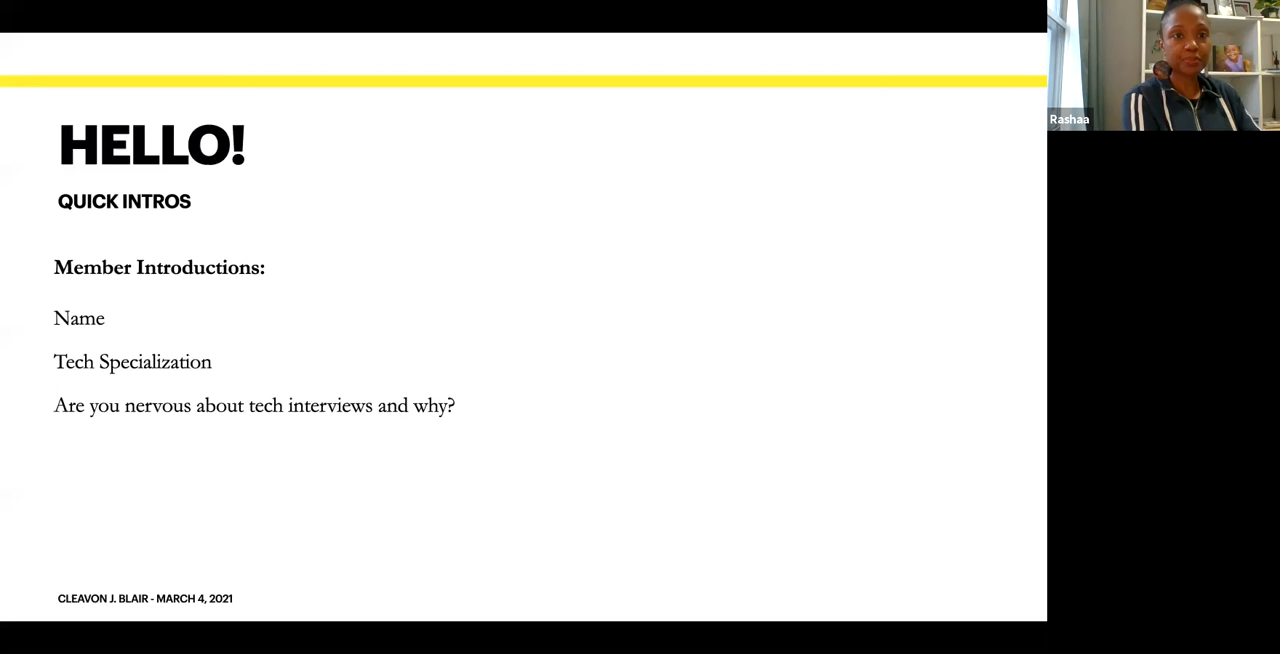 HELLO!
QUICK INTROS
Member Introductions:
Name
Tech Specialization
Are you nervous about tech interviews and why?
CLEAVON J. BLAIR - MARCH 4, 2021
Rashaa